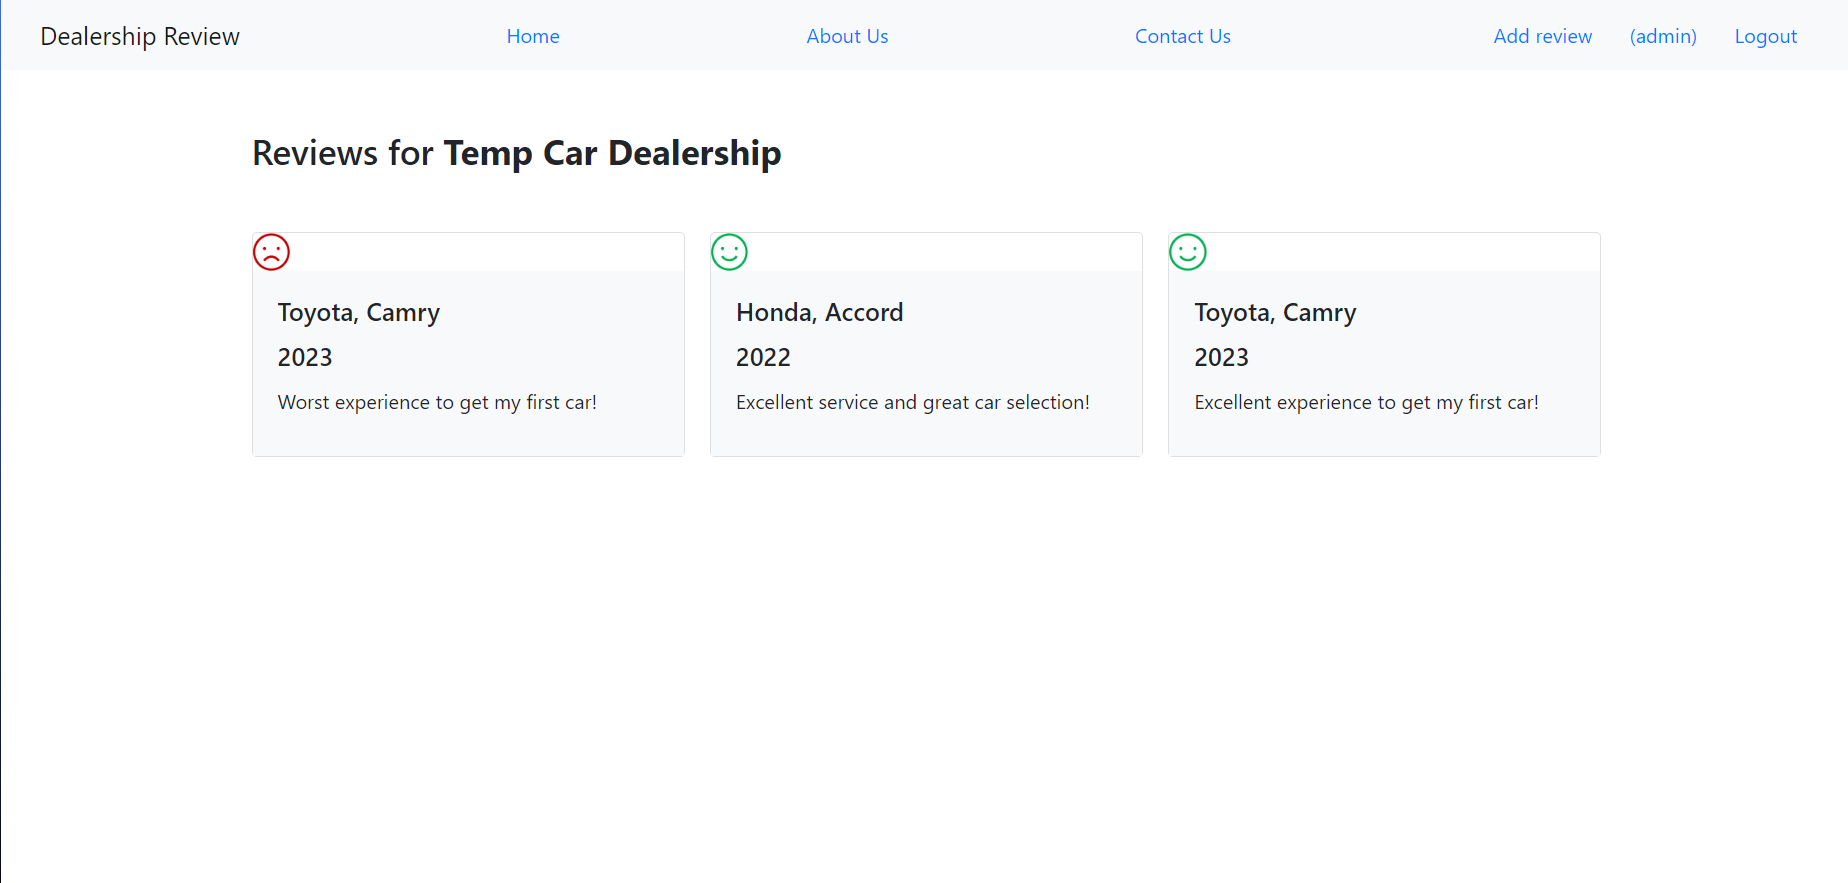 Dealership Review Home About Us Contact Us Add review (admin) Logout
Reviews for Temp Car Dealership
Toyota, Camry
2023
Worst experience to get my first car!
Honda, Accord
2022
Excellent service and great car selection!
Toyota, Camry
2023
Excellent experience to get my first car!